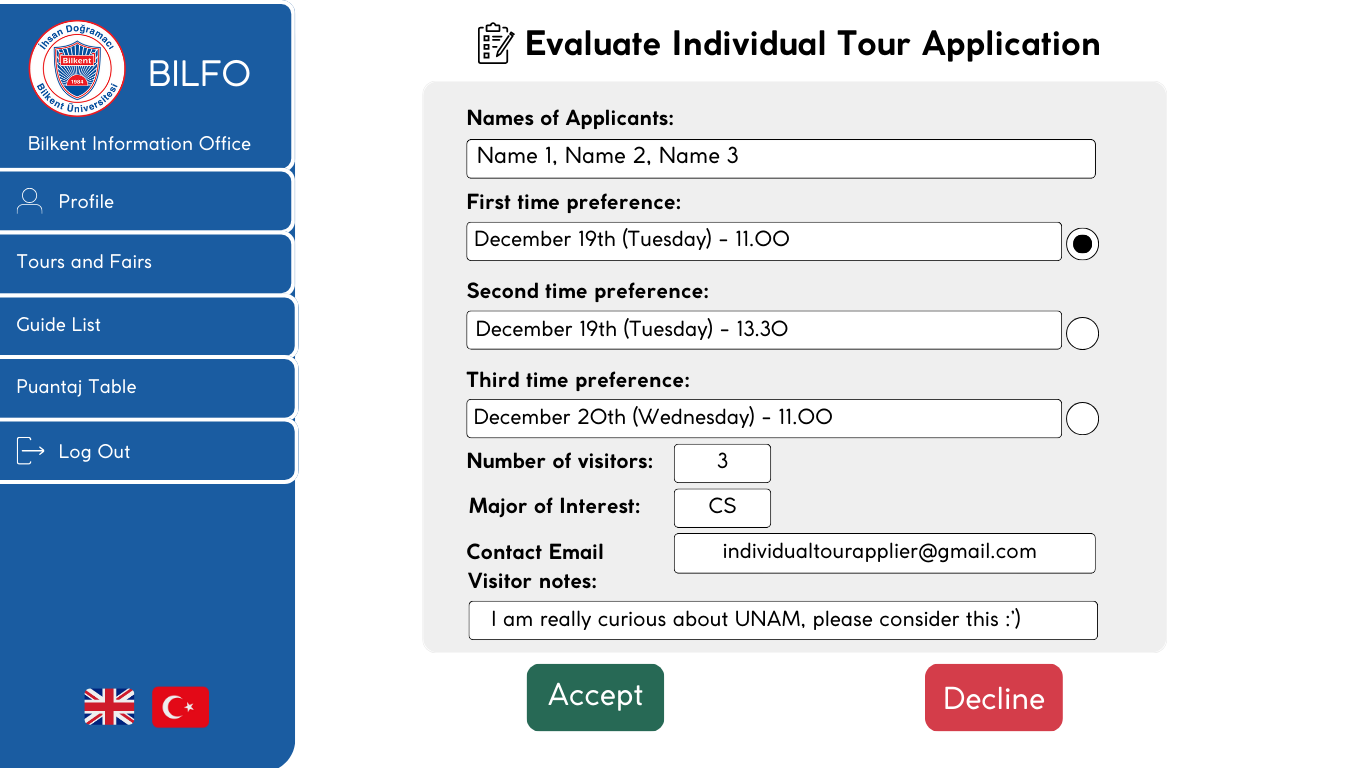 İhsan Doğramacı
Bilkent
1984
Bilkent Üniversitesi
BILFO
Bilkent Information Office
Profile
Tours and Fairs
Guide List
Puantaj Table
Log Out
Evaluate Individual Tour Application
Names of Applicants:
Name 1, Name 2, Name 3
First time preference:
December 19th (Tuesday) - 11.00
Second time preference:
December 19th (Tuesday) - 13.30
Third time preference:
December 20th (Wednesday) - 11.00
Number of visitors: 3
Major of Interest: CS
Contact Email individualtourapplier@gmail.com
Visitor notes:
I am really curious about UNAM, please consider this :')
Accept Decline